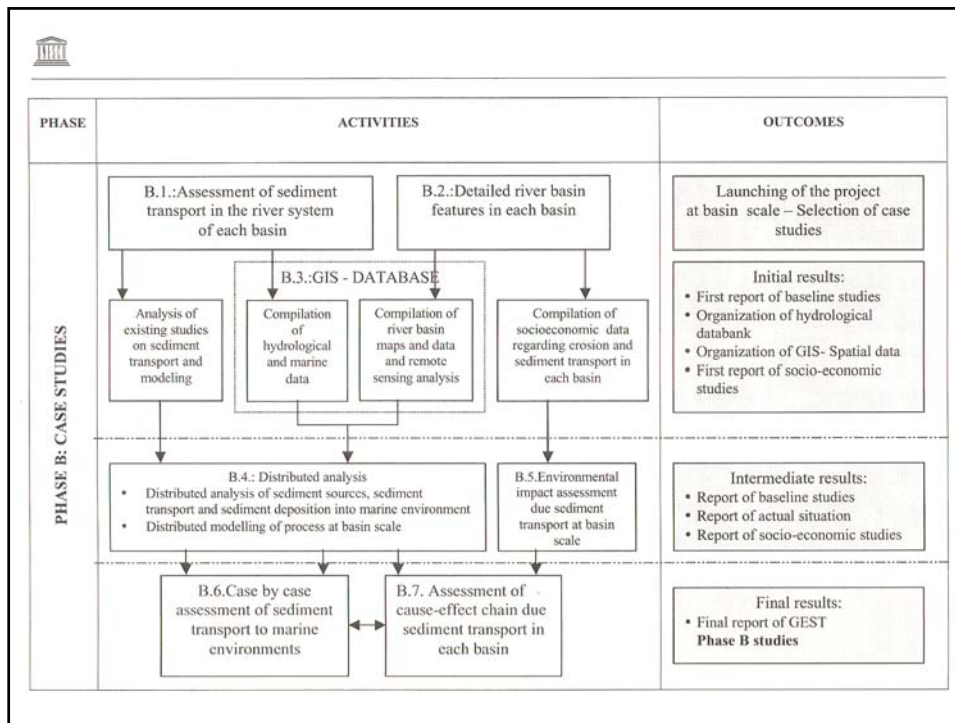 UNESCO
PHASE
ACTIVITIES
OUTCOMES
PHASE B: CASE STUDIES
B.1.:Assessment of sediment
transport in the river system
of each basin
B.2.:Detailed river basin
features in each basin
Launching of the project
at basin scale – Selection of case
studies
B.3.:GIS - DATABASE
Analysis of
existing studies
on sediment
transport and
modeling
Compilation
of
hydrological
and marine
data
Compilation of
river basin
maps and data
and remote
sensing analysis
Compilation of
socioeconomic data
regarding erosion and
sediment transport in
each basin
Initial results:
• First report of baseline studies
• Organization of hydrological
databank
• Organization of GIS- Spatial data
• First report of socio-economic
studies
B.4.: Distributed analysis
• Distributed analysis of sediment sources, sediment
transport and sediment deposition into marine environment
• Distributed modelling of process at basin scale
B.5.Environmental
impact assessment
due sediment
transport at basin
scale
Intermediate results:
• Report of baseline studies
• Report of actual situation
• Report of socio-economic studies
B.6.Case by case
assessment of sediment
transport to marine
environments
B.7. Assessment of
cause-effect chain due
sediment transport in
each basin
Final results:
• Final report of GEST
Phase B studies